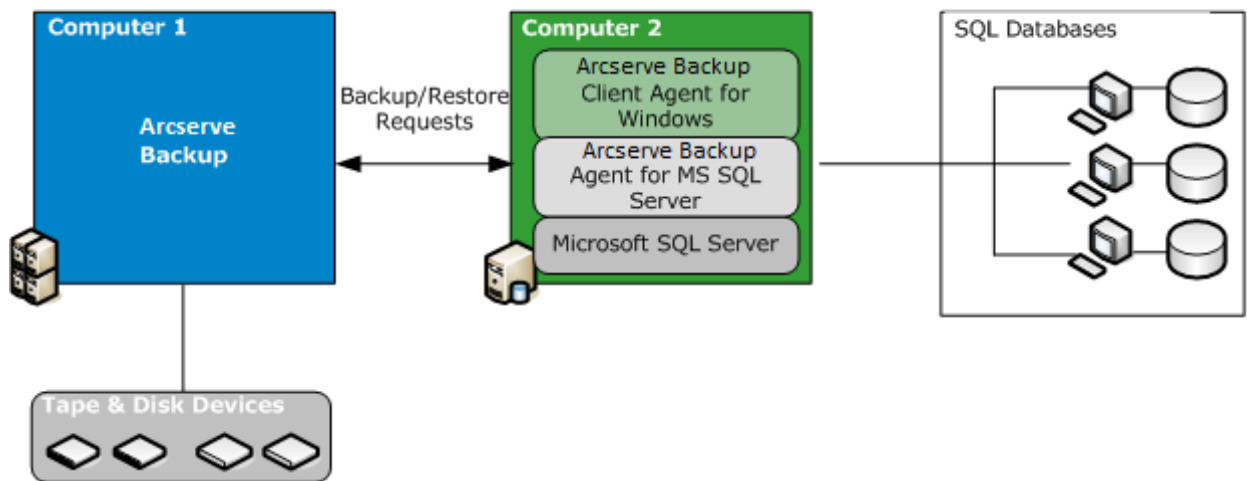 Computer 1
Arcserve
Backup
Backup/Restore
Requests
Computer 2
Arcserve Backup
Client Agent for
Windows
Arcserve Backup
Agent for MS SQL
Server
Microsoft SQL Server
SQL Databases
Tape & Disk Devices